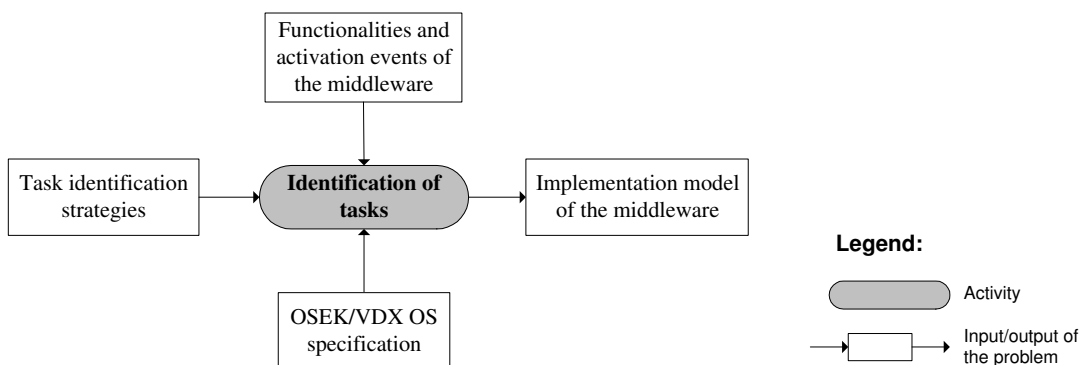 Functionalities and
activation events of
the middleware
Task identification
strategies
Identification of
tasks
Implementation model
of the middleware
OSEK/VDX OS
specification
Legend:
Activity
Input/output of
the problem